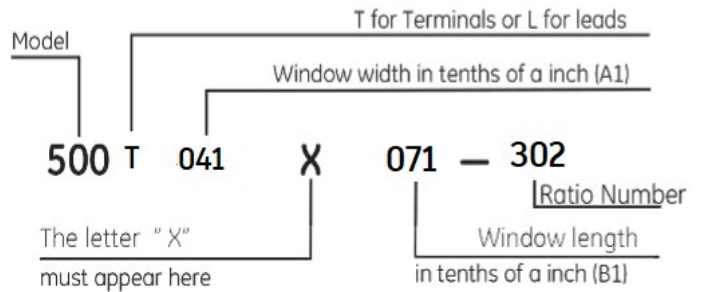 T for Terminals or L for leads
Model
Window width in tenths of a inch (A1)
500 T 041 X 071 – 302
Ratio Number
The letter " X"
Window length
must appear here
in tenths of a inch (B1)